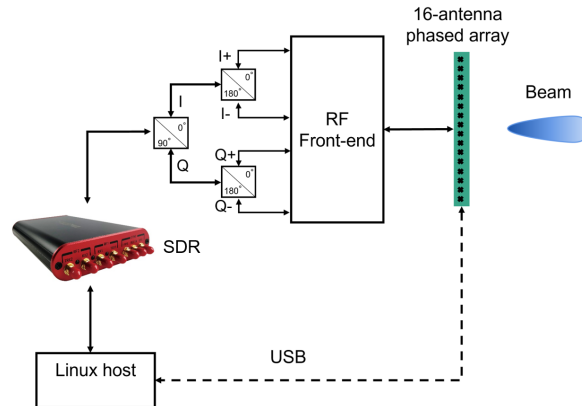 16-antenna
phased array
Beam
I+
0°
180°
I-
I
0°
90°
Q
Q+
0°
180°
Q-
RF
Front-end
SDR
USB
Linux host